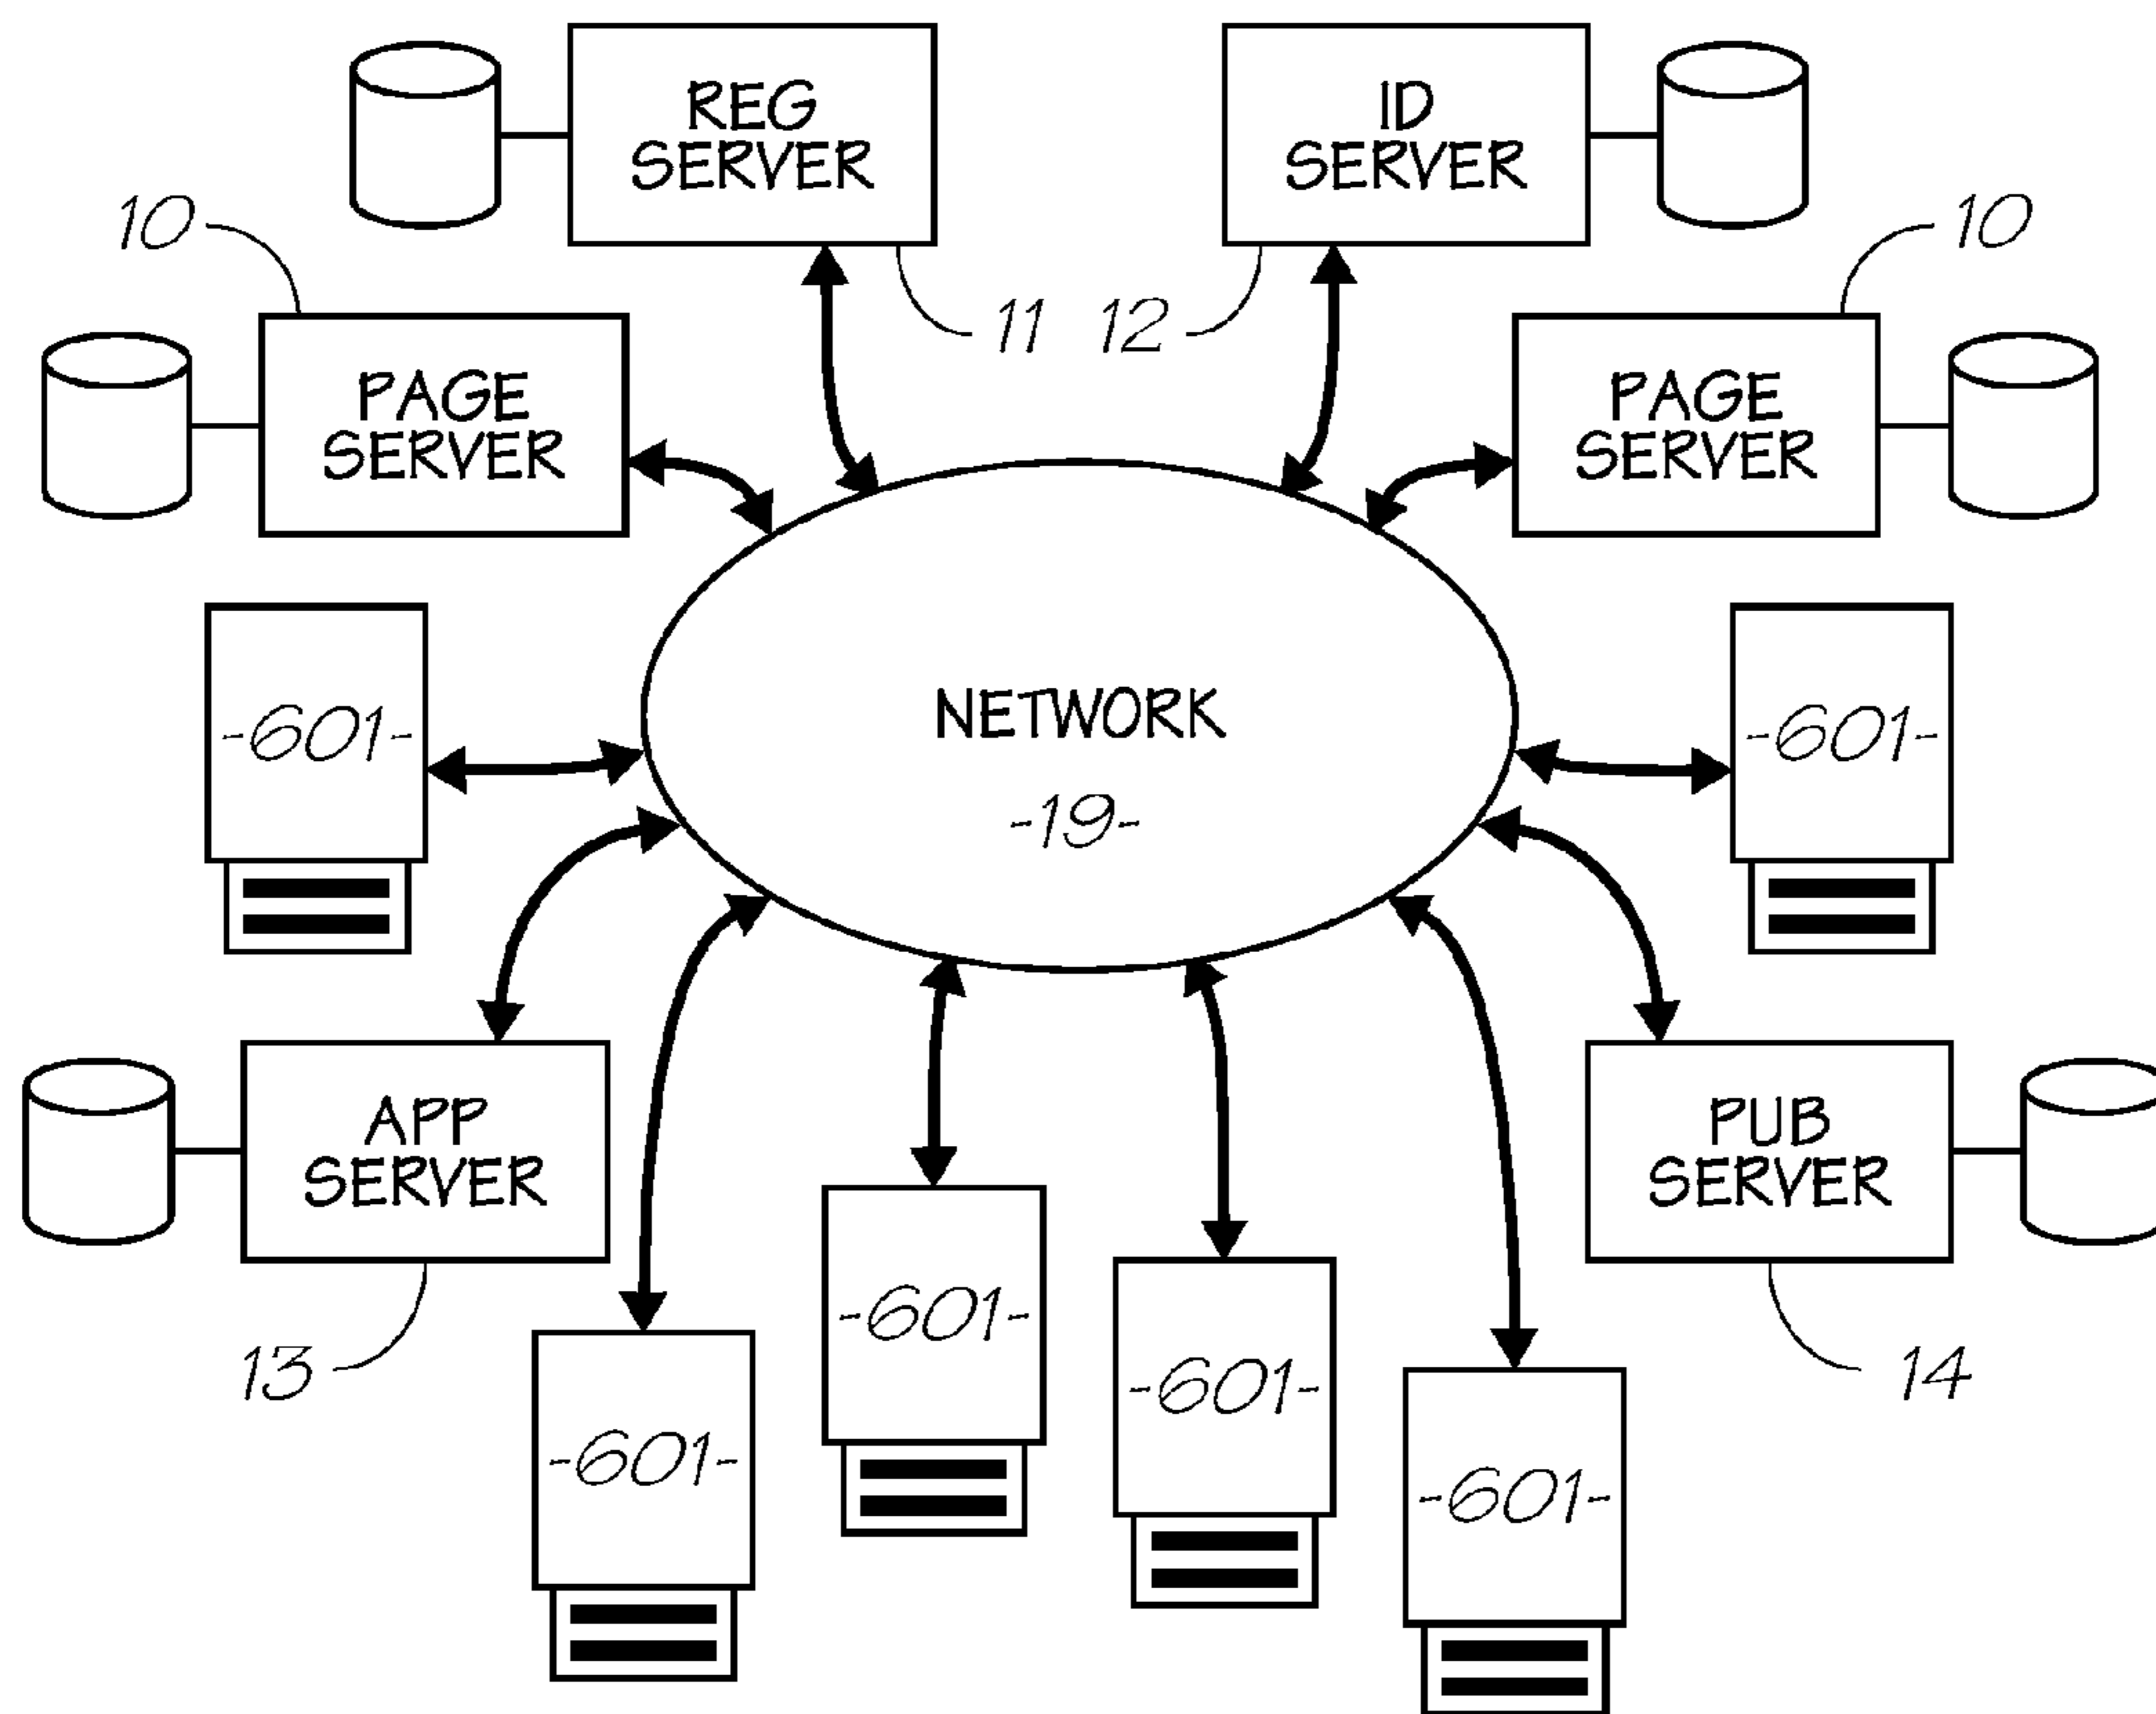 REG
SERVER
ID
SERVER
10
10
11
12
PAGE
SERVER
PAGE
SERVER
-601-
NETWORK
-19-
-601-
APP
SERVER
PUB
SERVER
13
14
-601-
-601-
-601-
-601-